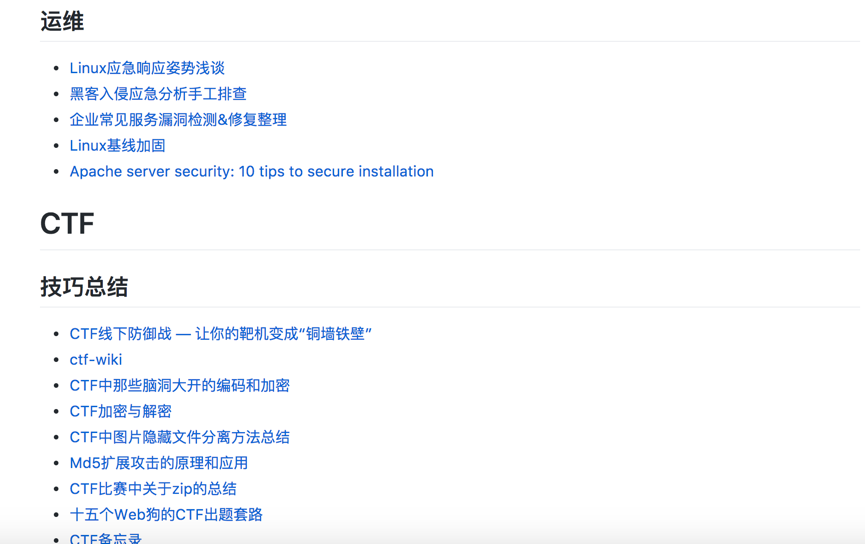 运维
Linux应急响应姿势浅谈
黑客入侵应急分析手工排查
企业常见服务漏洞检测&修复整理
Linux基线加固
Apache server security: 10 tips to secure installation
CTF
技巧总结
CTF线下防御战 — 让你的靶机变成“铜墙铁壁”
ctf-wiki
CTF中那些脑洞大开的编码和加密
CTF加密与解密
CTF中图片隐藏文件分离方法总结
Md5扩展攻击的原理和应用
CTF比赛中关于zip的总结
十五个Web狗的CTF出题套路
CTF备忘录